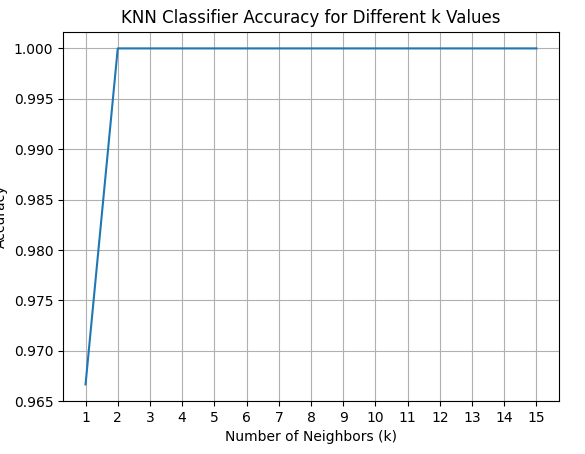 KNN Classifier Accuracy for Different k Values
1.000
0.995
0.990
0.985
0.980
0.975
0.970
0.965
Accuracy
1 2 3 4 5 6 7 8 9 10 11 12 13 14 15
Number of Neighbors (k)